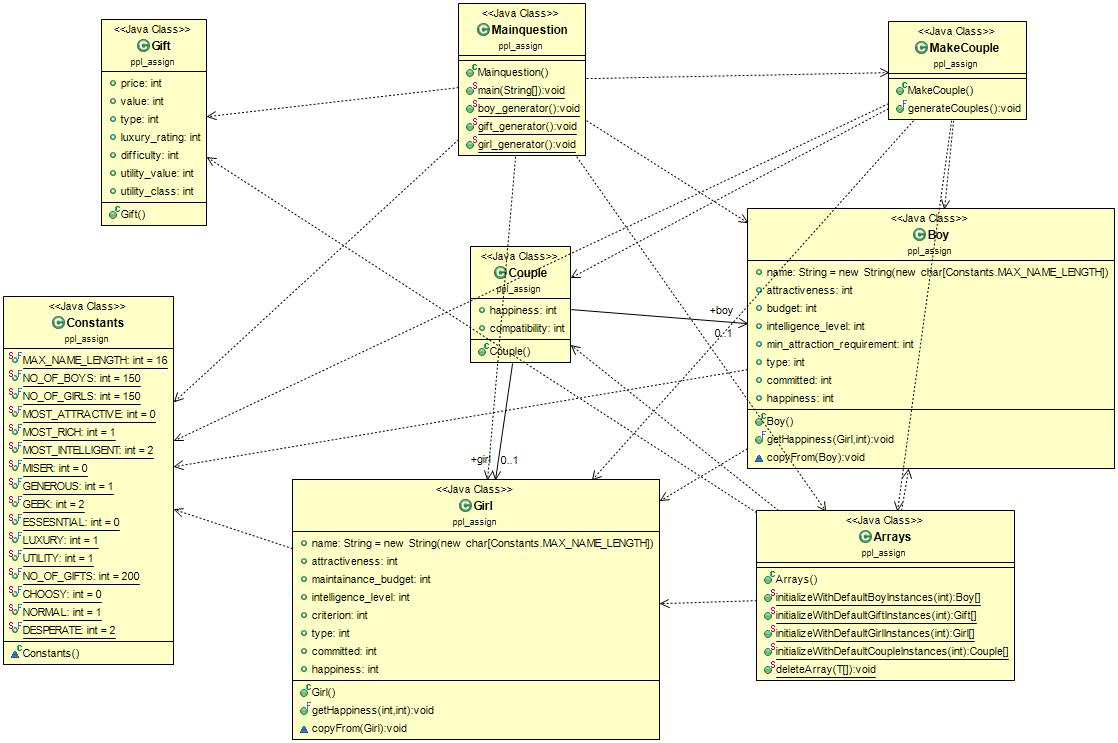 <<Java Class>>
Gift
ppl_assign
price: int
value: int
type: int
luxury_rating: int
difficulty: int
utility_value: int
utility_class: int
Gift()
<<Java Class>>
Mainquestion
ppl_assign
Mainquestion()
main(String[]):void
boy_generator():void
gift_generator():void
girl_generator():void
<<Java Class>>
MakeCouple
ppl_assign
MakeCouple()
generateCouples():void
<<Java Class>>
Couple
ppl_assign
happiness: int
compatibility: int
Couple()
+boy
0..1
+girl
0..1
<<Java Class>>
Boy
ppl_assign
name: String = new String(new char[Constants.MAX_NAME_LENGTH])
attractiveness: int
budget: int
intelligence_level: int
min_attraction_requirement: int
type: int
committed: int
happiness: int
Boy()
getHappiness(Girl,int):void
copyFrom(Boy):void
<<Java Class>>
Constants
ppl_assign
MAX_NAME_LENGTH: int = 16
NO_OF_BOYS: int = 150
NO_OF_GIRLS: int = 150
MOST_ATTRACTIVE: int = 0
MOST_RICH: int = 1
MOST_INTELLIGENT: int = 2
MISER: int = 0
GENEROUS: int = 1
GEEK: int = 2
ESSESNTIAL: int = 0
LUXURY: int = 1
UTILITY: int = 1
NO_OF_GIFTS: int = 200
CHOOSY: int = 0
NORMAL: int = 1
DESPERATE: int = 2
Constants()
<<Java Class>>
Girl
ppl_assign
name: String = new String(new char[Constants.MAX_NAME_LENGTH])
attractiveness: int
maintainance_budget: int
intelligence_level: int
criterion: int
type: int
committed: int
happiness: int
Girl()
getHappiness(int,int):void
copyFrom(Girl):void
<<Java Class>>
Arrays
ppl_assign
Arrays()
initializeWithDefaultBoyInstances(int):Boy[]
initializeWithDefaultGiftInstances(int):Gift[]
initializeWithDefaultGirlInstances(int):Girl[]
initializeWithDefaultCoupleInstances(int):Couple[]
deleteArray(T[]):void